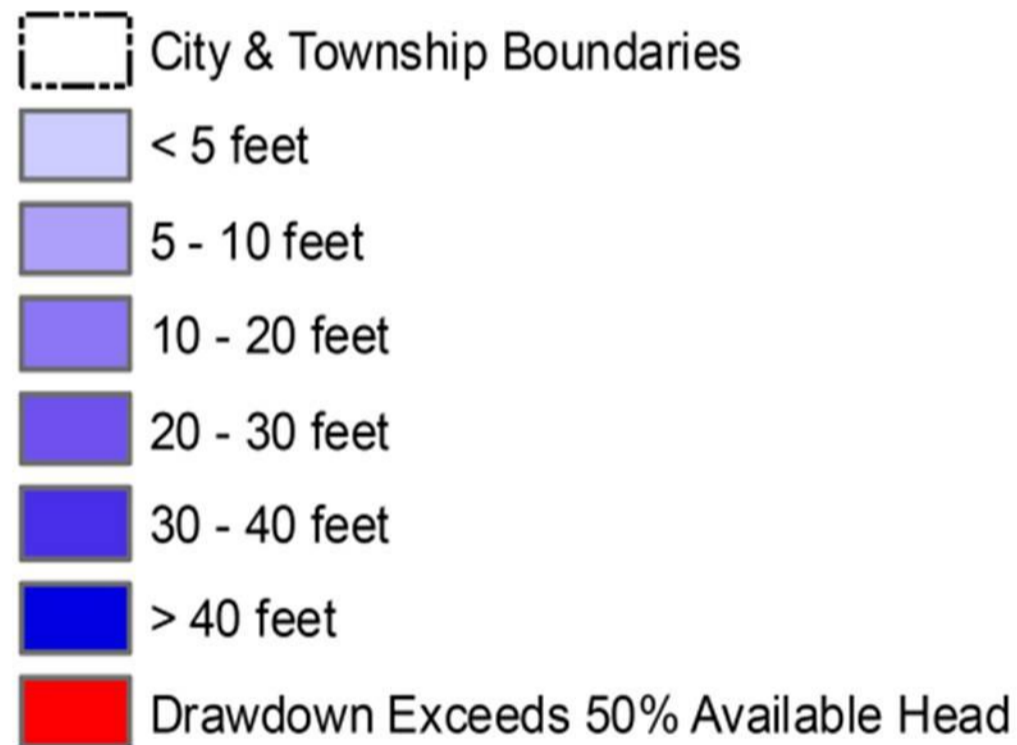 City & Township Boundaries
< 5 feet
5 - 10 feet
10 - 20 feet
20 - 30 feet
30 - 40 feet
> 40 feet
Drawdown Exceeds 50% Available Head